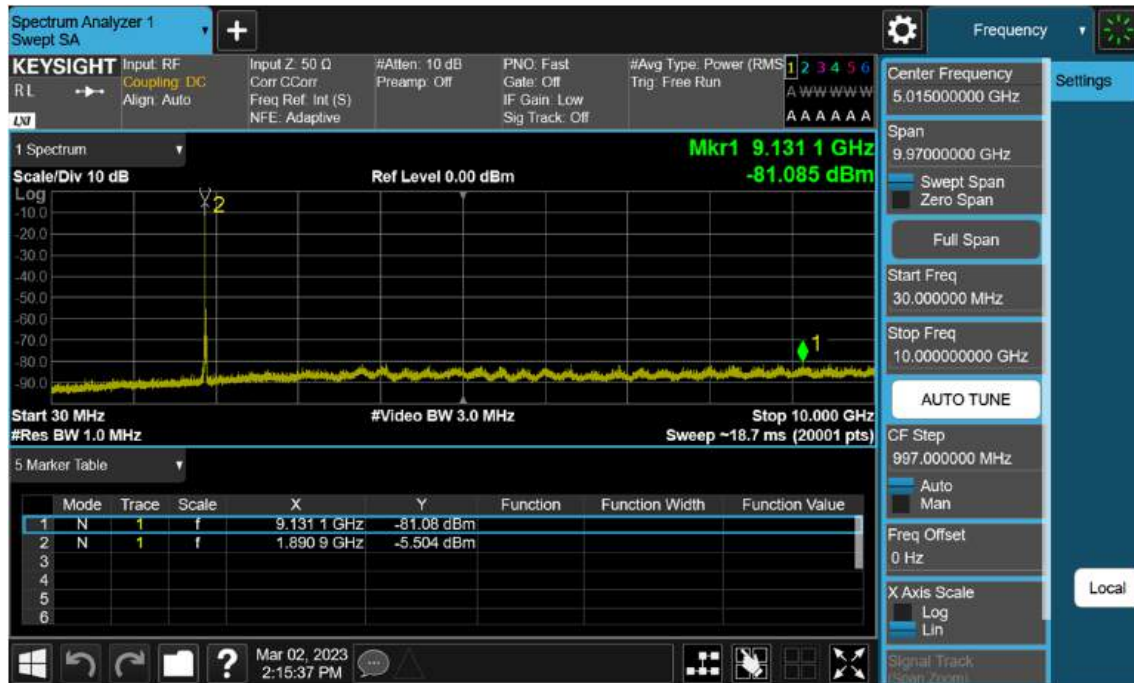 Spectrum Analyzer 1
Swept SA
+
Frequency
KEYSIGHT
RL
LXI
Input: RF
Coupling: DC
Align: Auto
Input Z: 50 Ω
Corr CCorr
Freq Ref: Int (S)
NFE: Adaptive
#Atten: 10 dB
Preamp: Off
PNO: Fast
Gate: Off
IF Gain: Low
Sig Track: Off
#Avg Type: Power (RMS
Trig: Free Run
1 2 3 4 5 6
A W W W W W
A A A A A A
1 Spectrum
Scale/Div 10 dB
Ref Level 0.00 dBm
Mkr1 9.131 1 GHz
-81.085 dBm
Log
-10.0
-20.0
-30.0
-40.0
-50.0
-60.0
-70.0
-80.0
-90.0
2
1
Start 30 MHz
#Video BW 3.0 MHz
Stop 10.000 GHz
#Res BW 1.0 MHz
Sweep ~18.7 ms (20001 pts)
5 Marker Table
Mode Trace Scale X Y Function Function Width Function Value
1 N 1 f 9.131 1 GHz -81.08 dBm
2 N 1 f 1.890 9 GHz -5.504 dBm
3
4
5
6
Mar 02, 2023
2:15:37 PM
?
Center Frequency
5.015000000 GHz
Span
9.97000000 GHz
Swept Span
Zero Span
Full Span
Start Freq
30.000000 MHz
Stop Freq
10.000000000 GHz
AUTO TUNE
CF Step
997.000000 MHz
Auto
Man
Freq Offset
0 Hz
X Axis Scale
Log
Lin
Signal Track
(Span Zoom)
Settings
Local